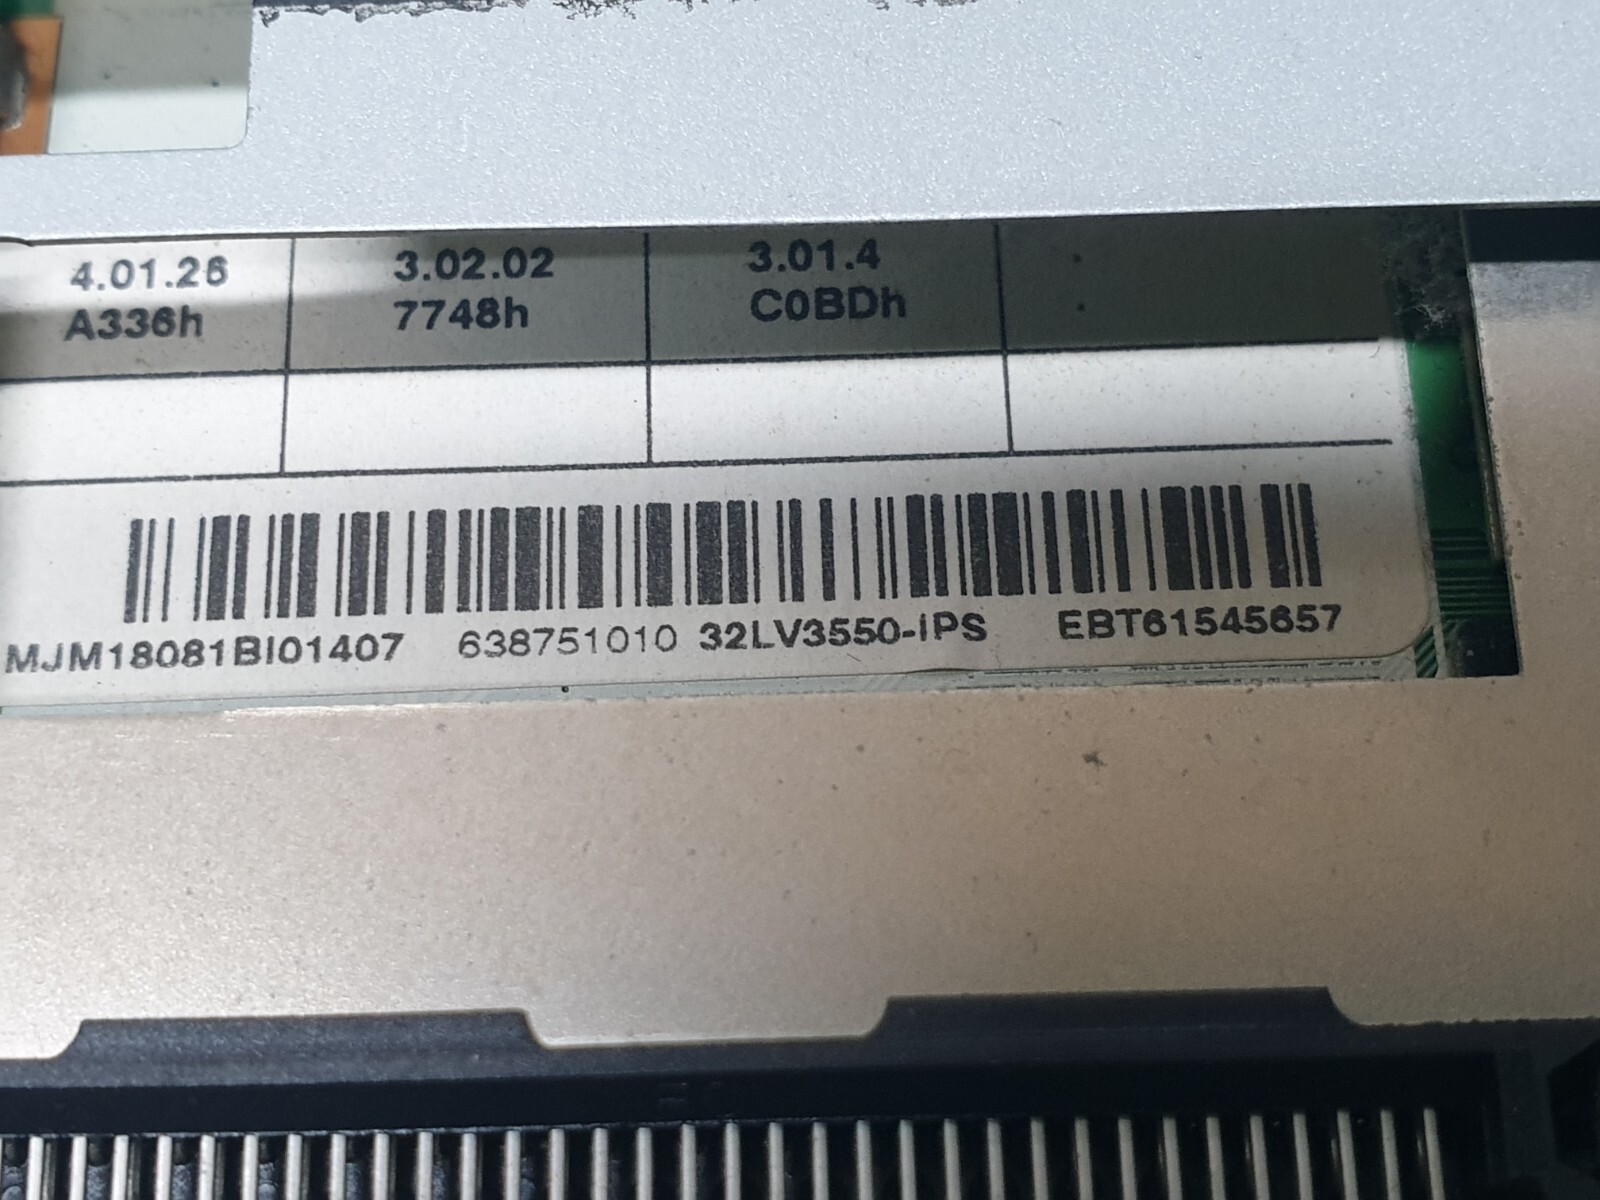 4.01.26 3.02.02 3.01.4 :
A336h 7748h C0BDh :
MJM18081BI01407 638751010 32LV3550-IPS EBT61545657